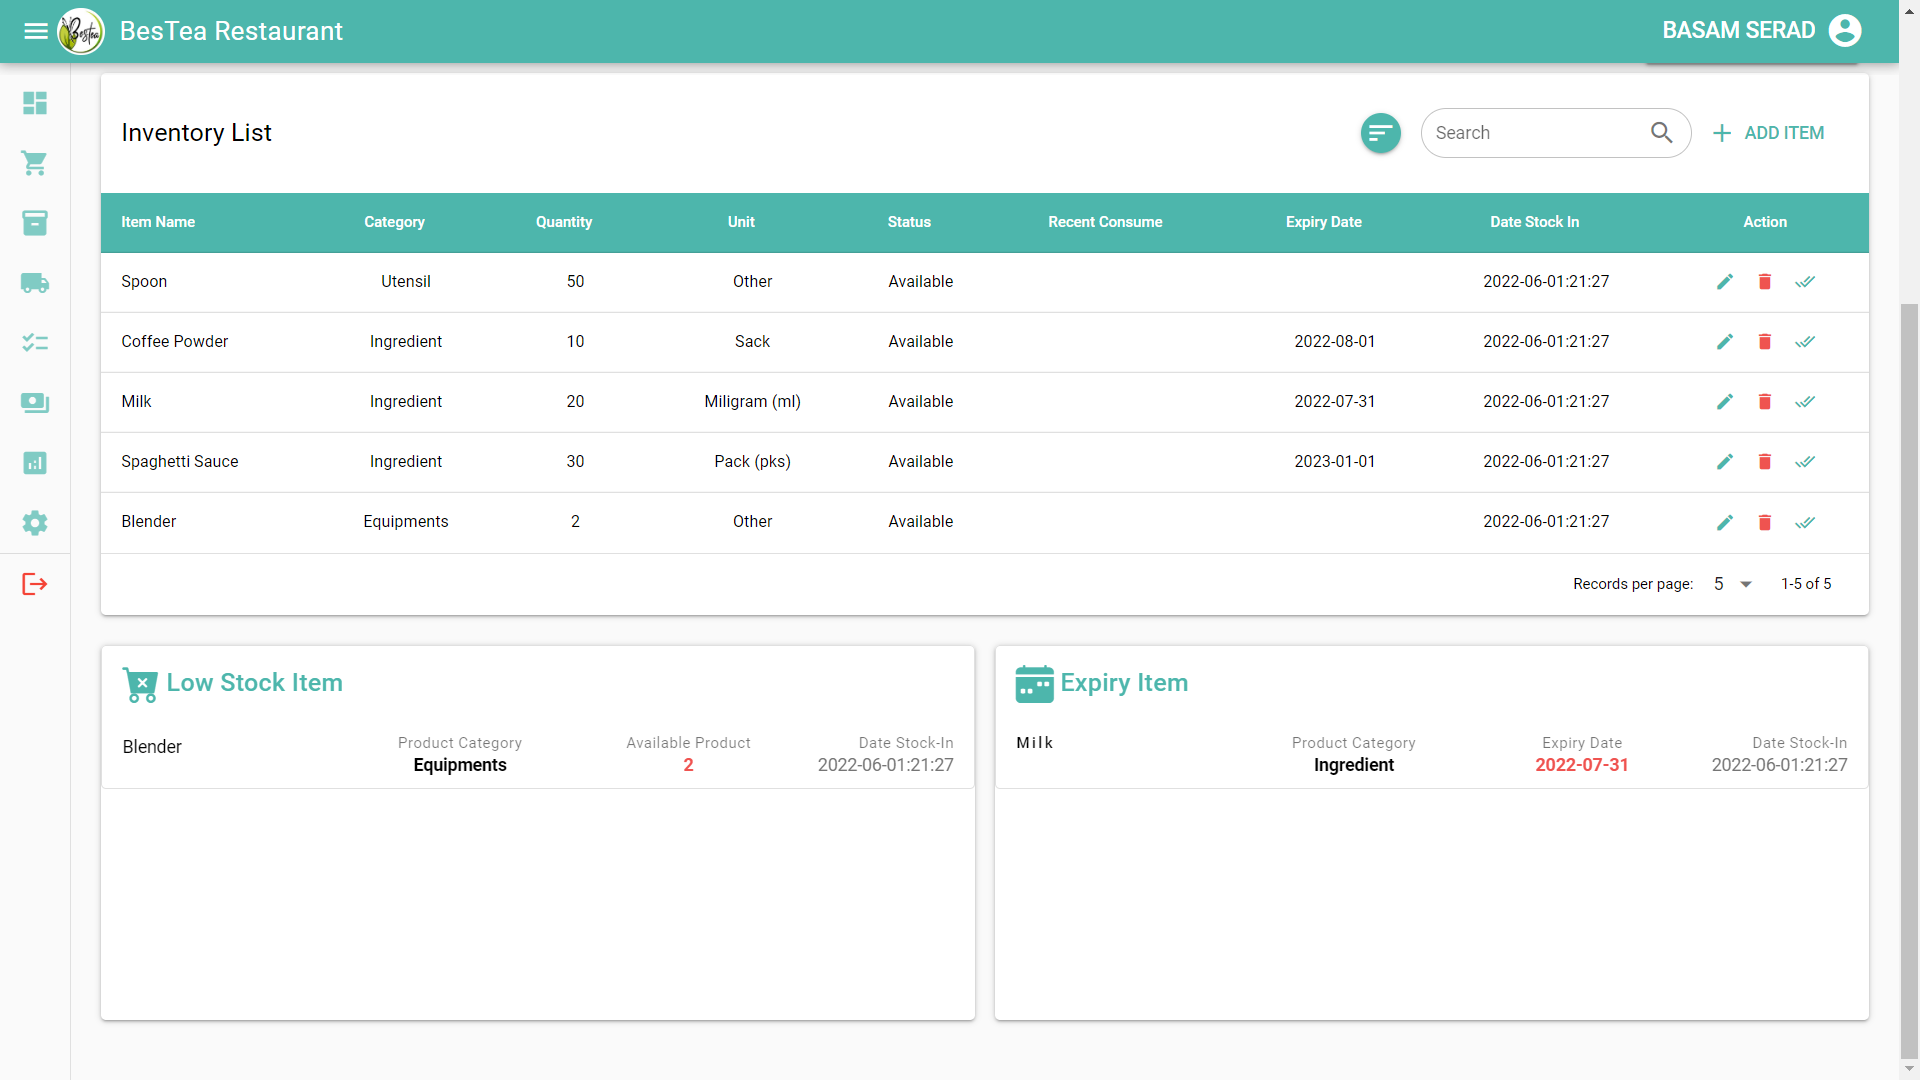 Bestea
BesTea Restaurant
BASAM SERAD
Inventory List
Search
ADD ITEM
Item Name Category Quantity Unit Status Recent Consume Expiry Date Date Stock In Action
Spoon Utensil 50 Other Available 2022-06-01:21:27
Coffee Powder Ingredient 10 Sack Available 2022-08-01 2022-06-01:21:27
Milk Ingredient 20 Miligram (ml) Available 2022-07-31 2022-06-01:21:27
Spaghetti Sauce Ingredient 30 Pack (pks) Available 2023-01-01 2022-06-01:21:27
Blender Equipments 2 Other Available 2022-06-01:21:27
Records per page: 5 1-5 of 5
Low Stock Item
Blender
Product Category
Equipments
Available Product
2
Date Stock-In
2022-06-01:21:27
Expiry Item
Milk
Product Category
Ingredient
Expiry Date
2022-07-31
Date Stock-In
2022-06-01:21:27